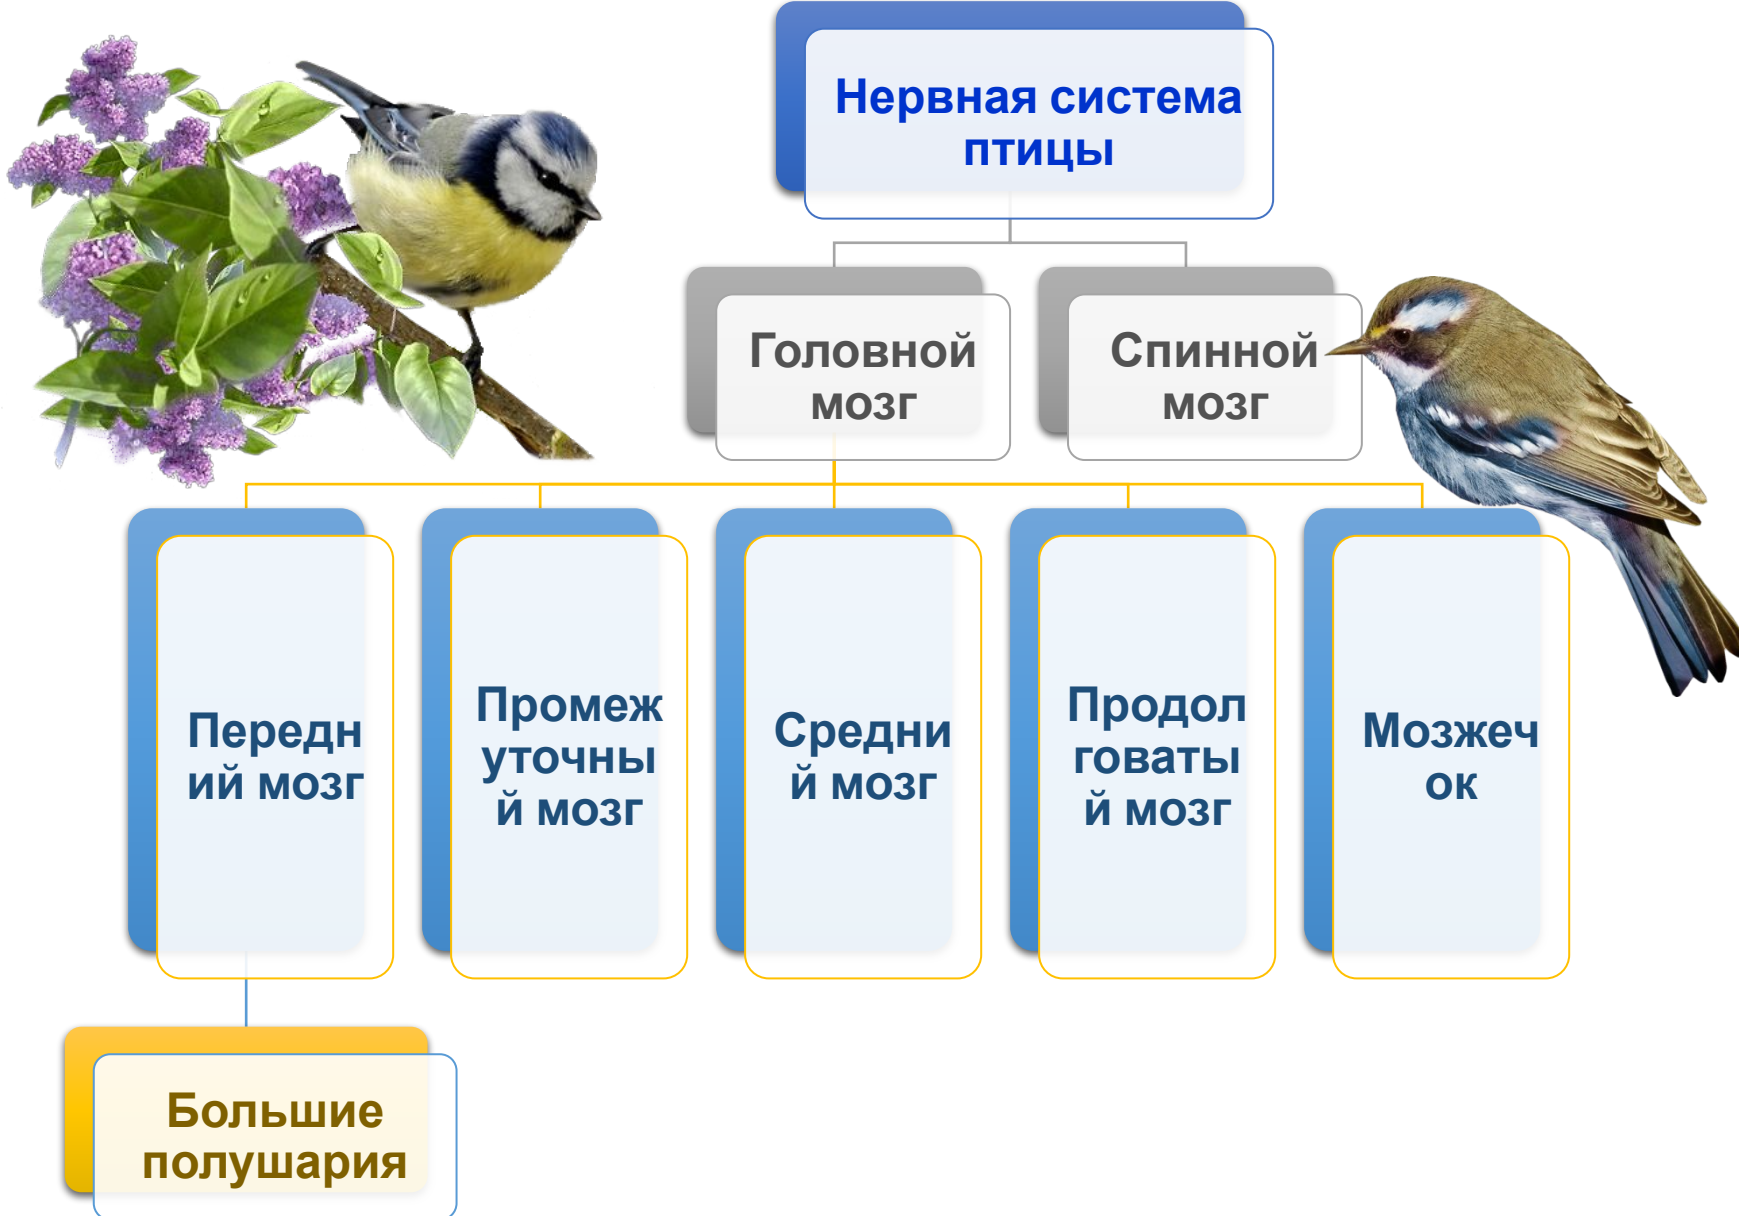 Нервная система
птицы
Головной
мозг
Спинной
мозг
Передн
ий мозг
Промеж
уточны
й мозг
Средни
й мозг
Продол
говаты
й мозг
Мозжеч
ок
Большие
полушария